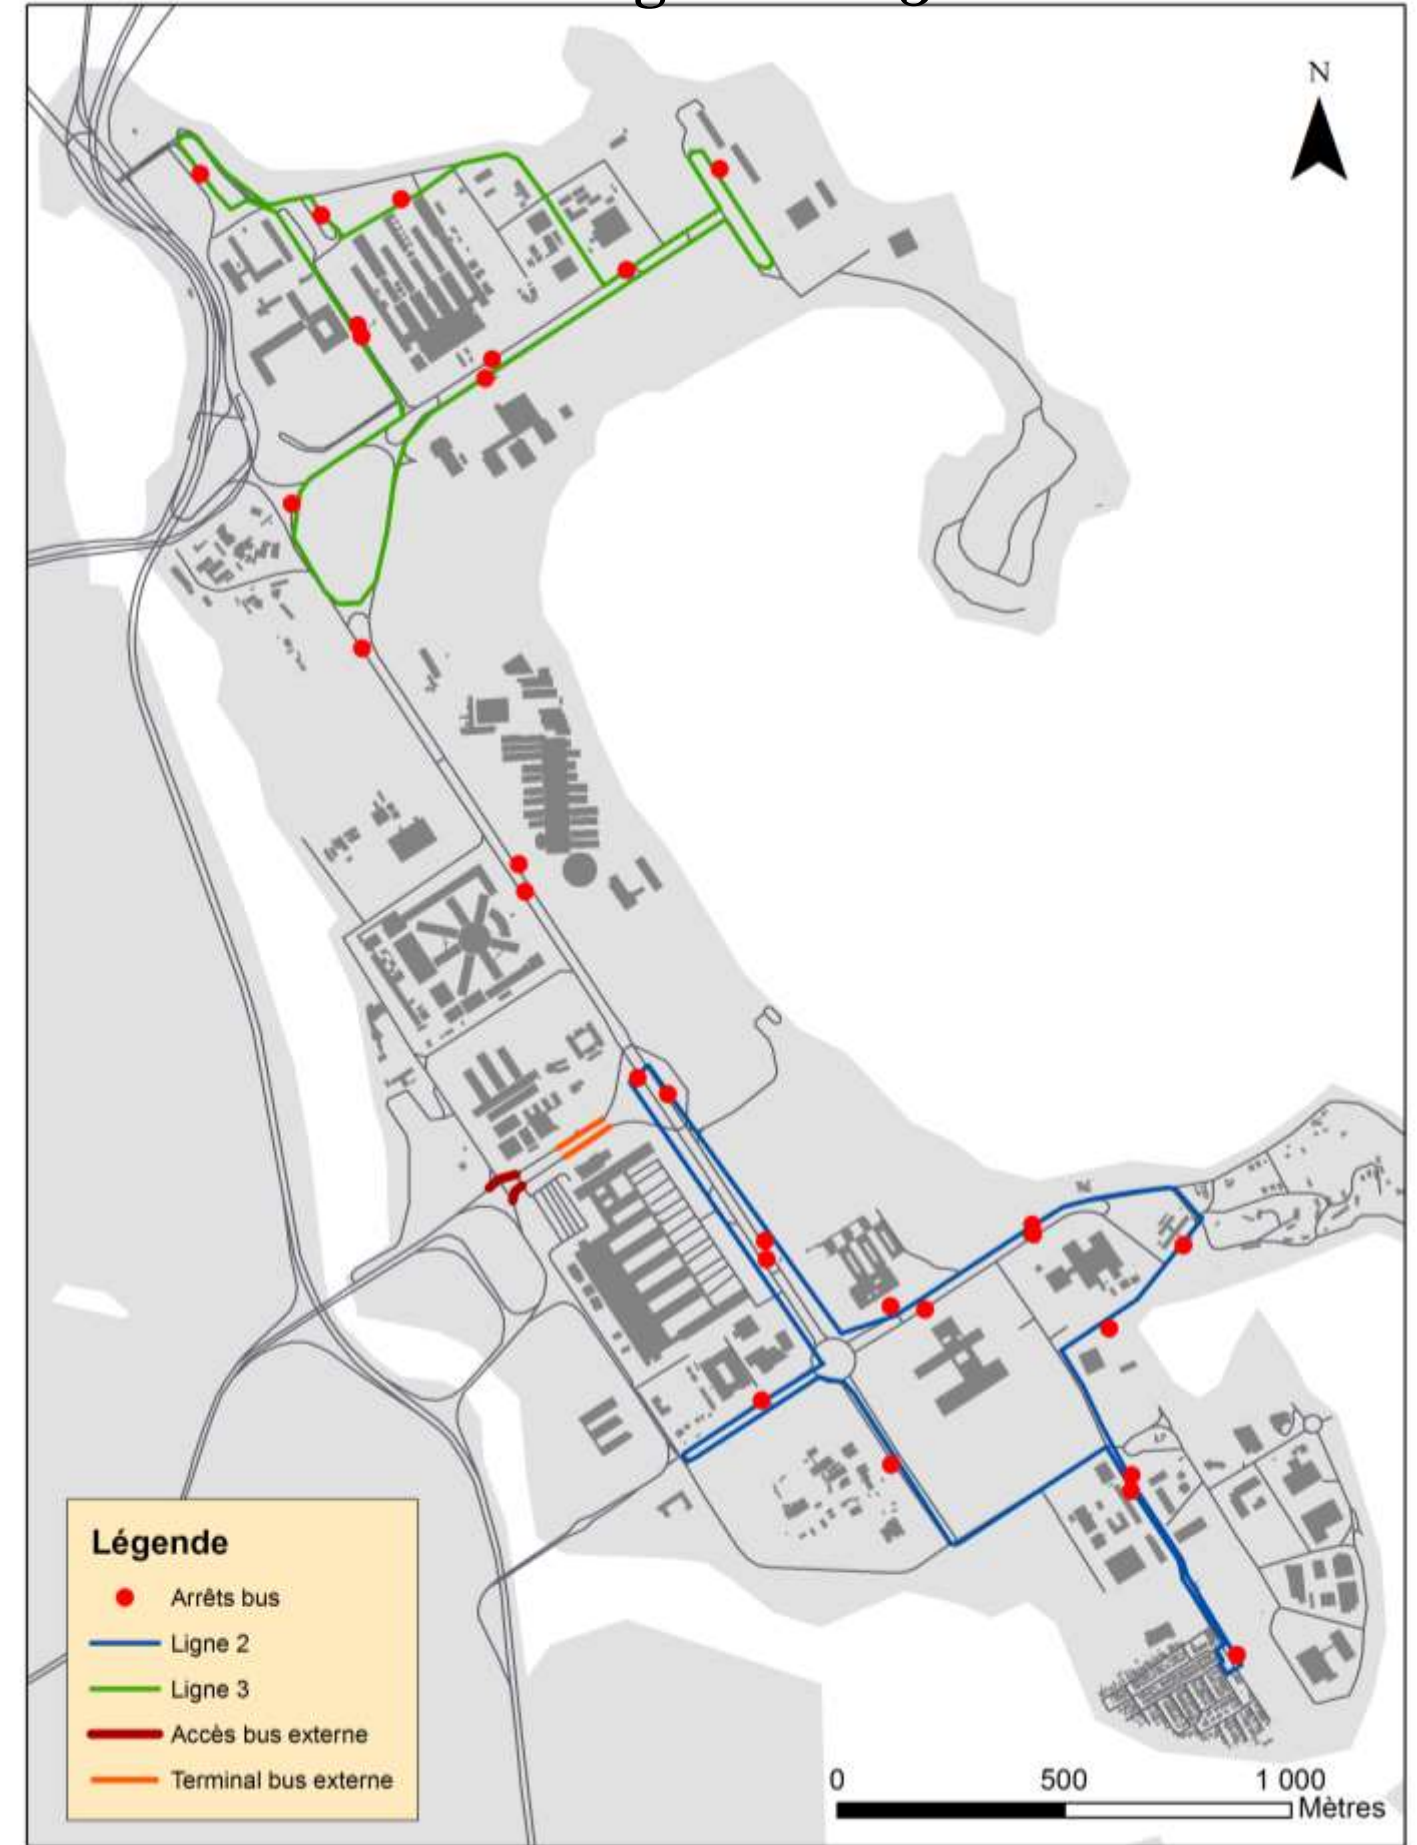 N
Légende
Arrêts bus
Ligne 2
Ligne 3
Accès bus externe
Terminal bus externe
0 500 1 000
Mètres